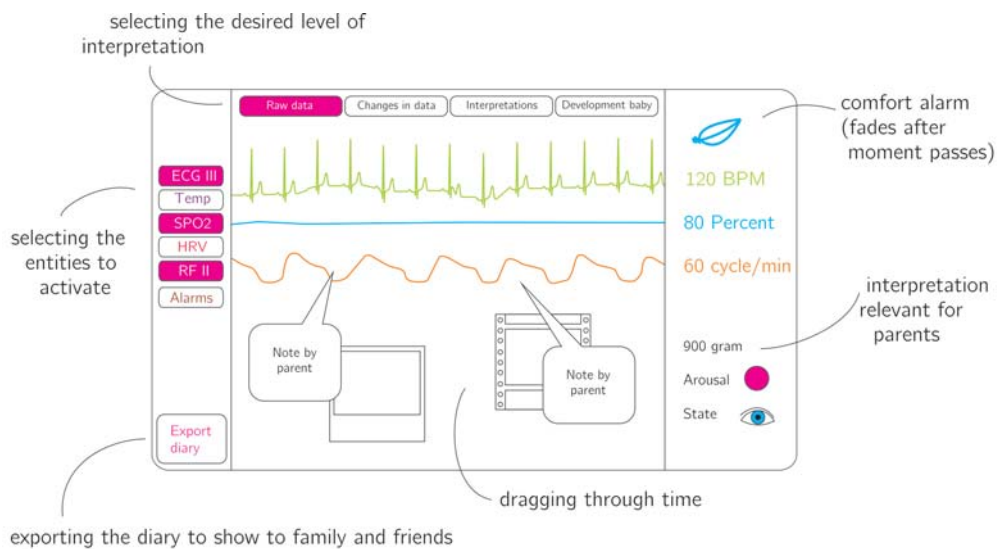 selecting the desired level of
interpretation
Raw data
Changes in data
Interpretations
Development baby
comfort alarm
(fades after
moment passes)
ECG III
Temp
SPO2
HRV
RF II
Alarms
selecting the
entities to
activate
120 BPM
80 Percent
60 cycle/min
interpretation
relevant for
parents
Note by
parent
Note by
parent
900 gram
Arousal
State
Export
diary
dragging through time
exporting the diary to show to family and friends